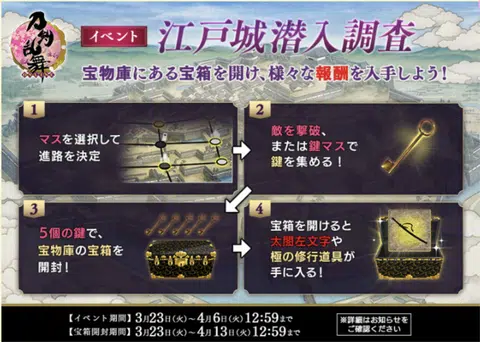 刀剣乱舞
イベント
江戸城潜入調査
宝物庫にある宝箱を開け、様々な報酬を入手しよう!
1
マスを選択して
進路を決定
2
敵を撃破、
または鍵マスで
鍵を集める!
3
5個の鍵で、
宝物庫の宝箱を
開封!
4
宝箱を開けると
太閤左文字や
極の修行道具が
手に入る!
【イベント期間】3月23日(火)~4月6日(火)12:59まで
【宝箱開封期間】3月23日(火)~4月13日(火)12:59まで
※詳細はお知らせを
ご確認ください